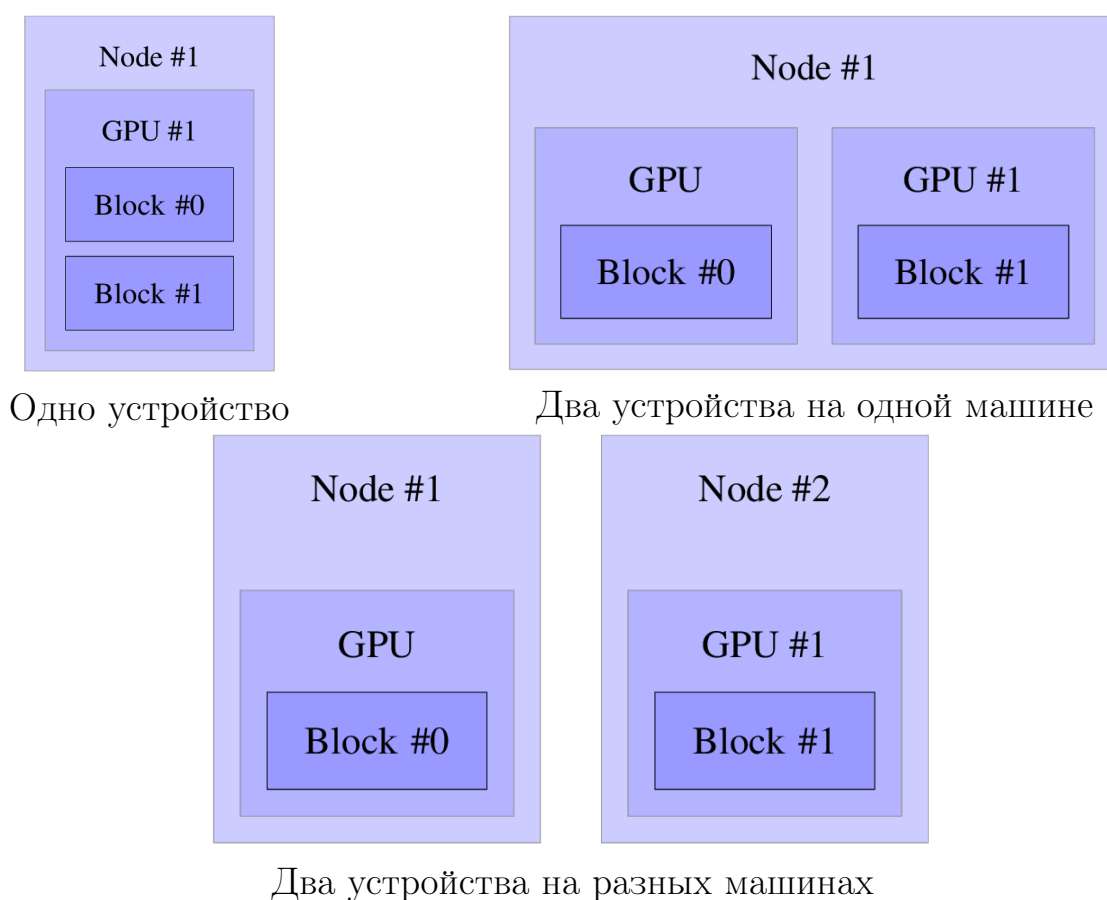 Node #1
GPU #1
Block #0
Block #1
Одно устройство
Node #1
GPU
Block #0
GPU #1
Block #1
Два устройства на одной машине
Node #1
GPU
Block #0
Node #2
GPU #1
Block #1
Два устройства на разных машинах